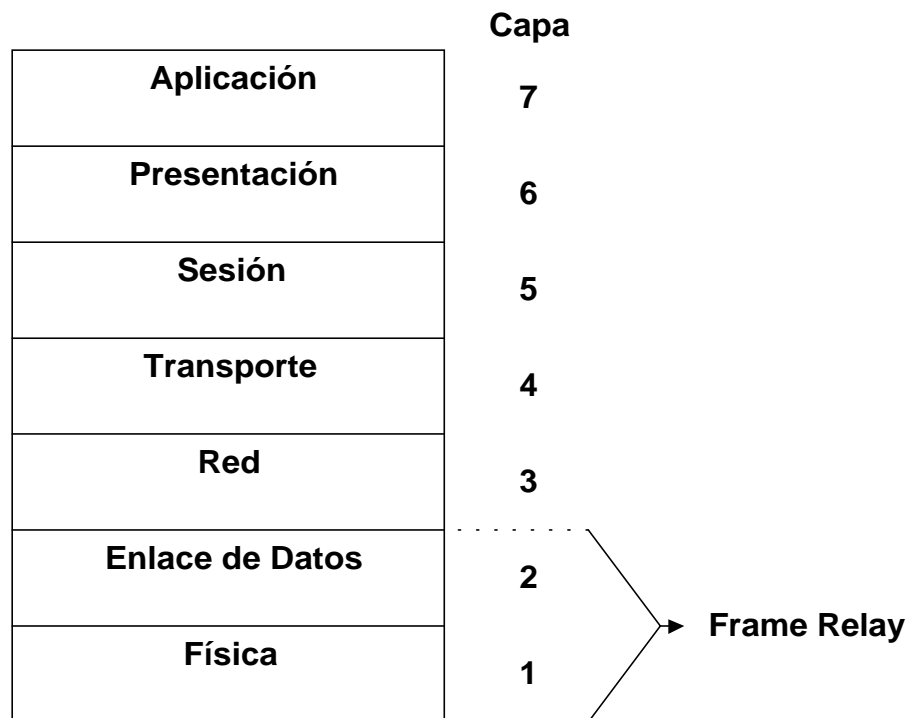 Capa
Aplicación
7
Presentación
6
Sesión
5
Transporte
4
Red
3
Enlace de Datos
2
Frame Relay
Física
1